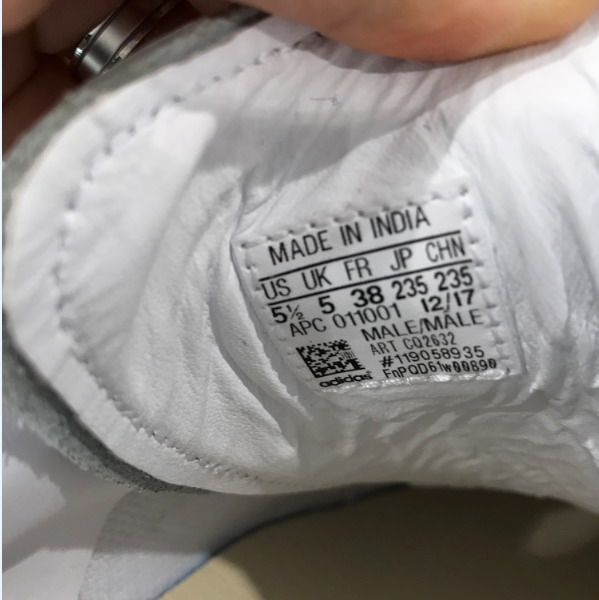 MADE IN INDIA
US UK FR JP CHN
5½ 5 38 235 235
APC 011001 12/17
MALE/MALE
ART CQ2632
#119058935
FnPQD61w00890
adidas